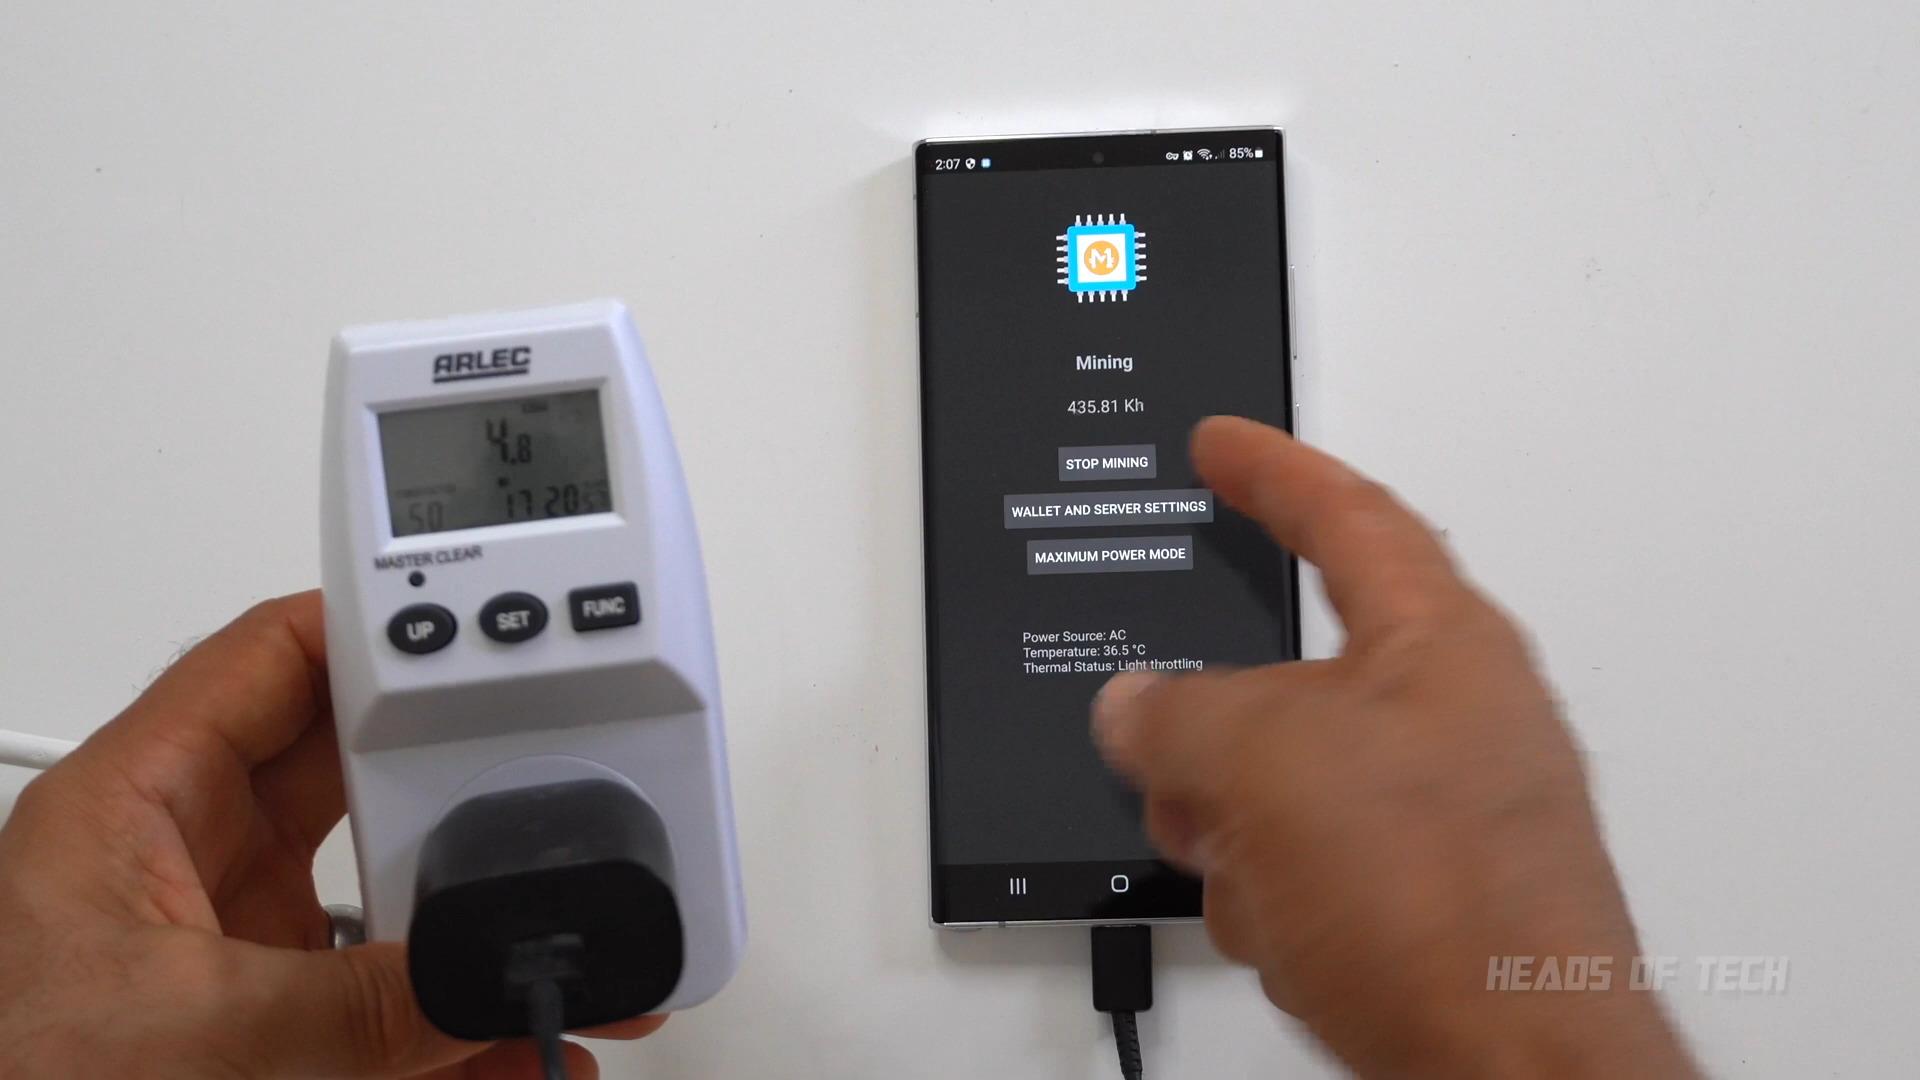 ARLEC
4.8
50
17 20 57
MASTER CLEAR
UP
SET
FUNC
2:07
85%
M
Mining
435.81 Kh
STOP MINING
WALLET AND SERVER SETTINGS
MAXIMUM POWER MODE
Power Source: AC
Temperature: 36.5 °C
Thermal Status: Light throttling
HEADS OF TECH